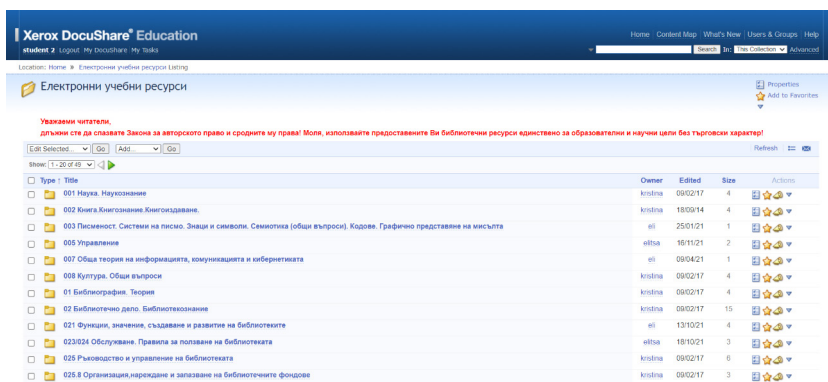 Xerox DocuShare® Education
Home Content Map What's New Users & Groups Help
student 2 Logout My DocuShare My Tasks
Search In: This Collection Advanced
Location: Home » Електронни учебни ресурси Listing
Електронни учебни ресурси
Properties
Add to Favorites
Уважаеми читатели,
длъжни сте да спазвате Закона за авторското право и сродните му права! Моля, използвайте предоставените Ви библиотечни ресурси единствено за образователни и научни цели без търговски характер!
Edit Selected... Go Add... Go Refresh
Show: 1 - 20 of 49
Type ↑ Title Owner Edited Size Actions
001 Наука. Наукознание kristina 09/02/17 4
002 Книга.Книгознание.Книгоиздаване. kristina 18/09/14 4
003 Писменост. Системи на писмо. Знаци и символи. Семиотика (общи въпроси). Кодове. Графично представяне на мисълта eli 25/01/21 1
005 Управление elitsa 16/11/21 2
007 Обща теория на информацията, комуникацията и кибернетиката eli 09/04/21 1
008 Култура. Общи въпроси kristina 09/02/17 4
01 Библиография. Теория kristina 09/02/17 4
02 Библиотечно дело. Библиотекознание kristina 09/02/17 15
021 Функции, значение, създаване и развитие на библиотеките eli 13/10/21 4
023/024 Обслужване. Правила за ползване на библиотеката elitsa 18/10/21 3
025 Ръководство и управление на библиотеката kristina 09/02/17 6
025.8 Организация,нареждане и запазване на библиотечните фондове kristina 09/02/17 3